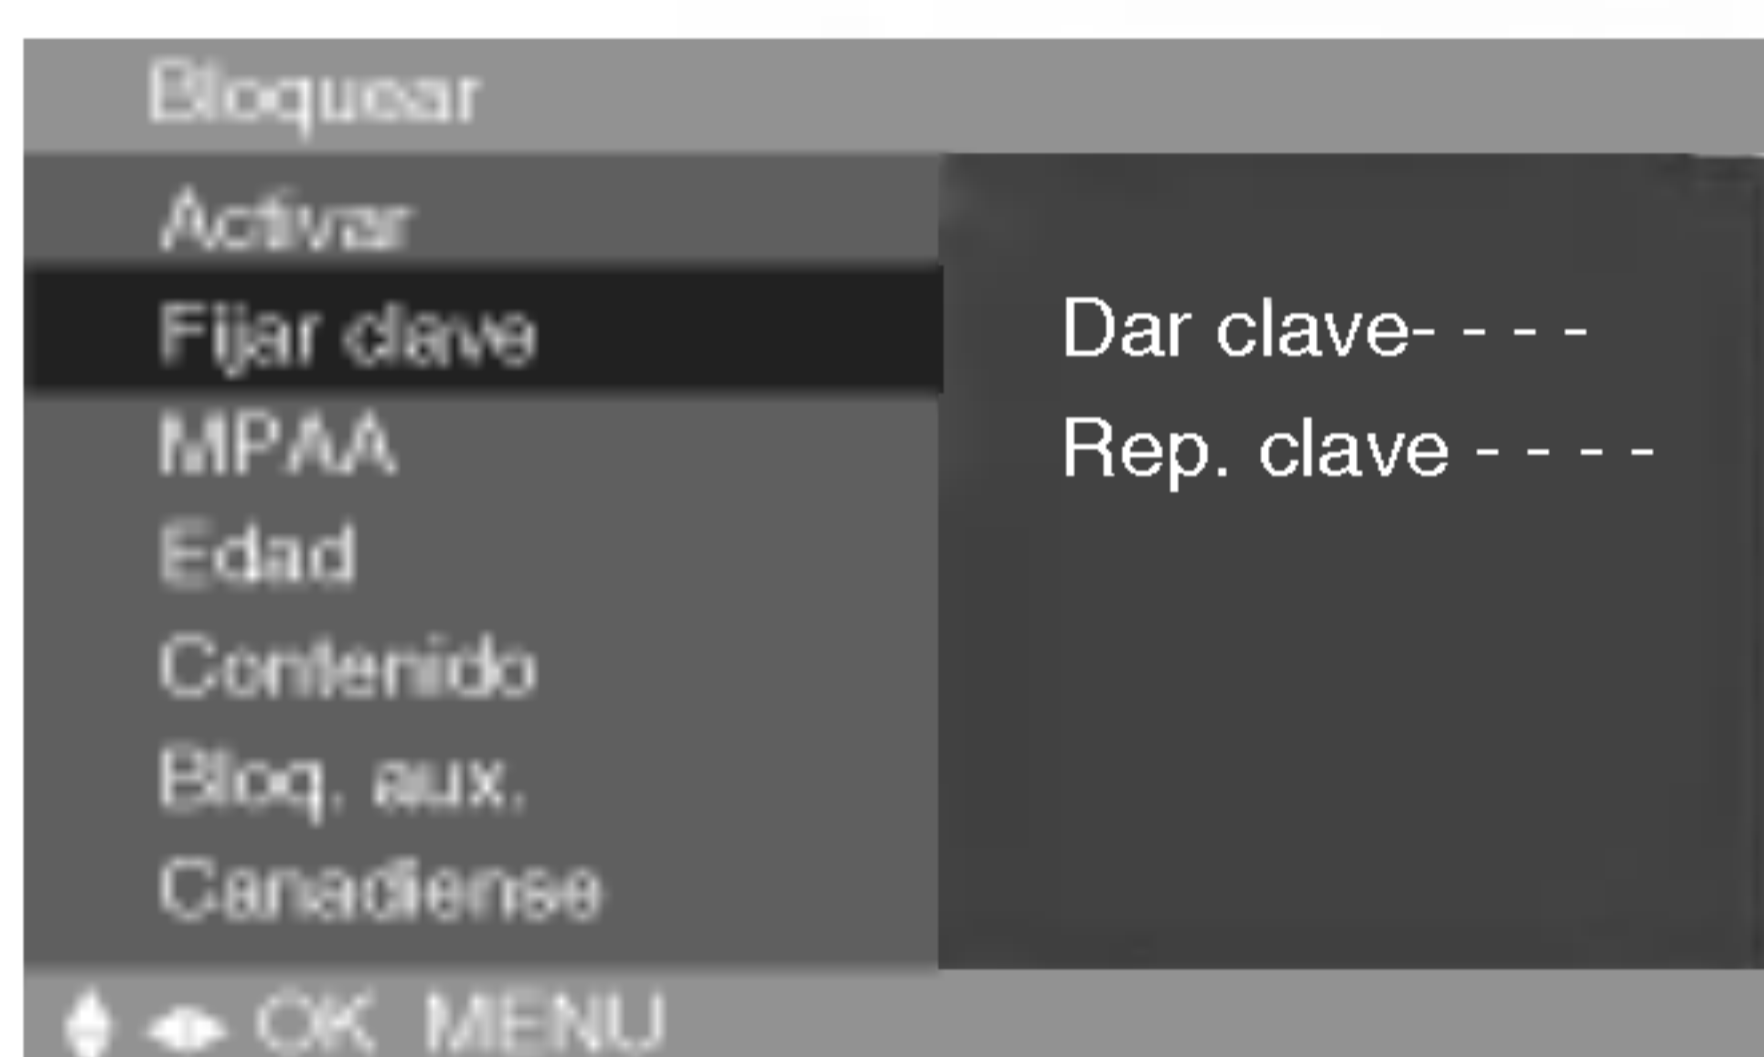 Bloquear
Activar
Fijar clave
Dar clave- - - -
MPAA
Rep. clave - - - -
Edad
Contenido
Bloq. aux.
Canadiense
OK MENU